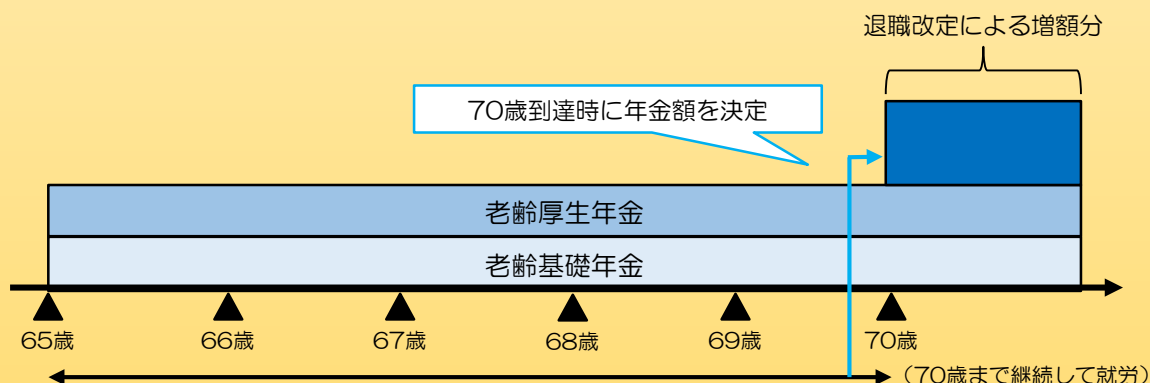 退職改定による増額分
70歳到達時に年金額を決定
老齢厚生年金
老齢基礎年金
65歳
66歳
67歳
68歳
69歳
70歳
(70歳まで継続して就労)